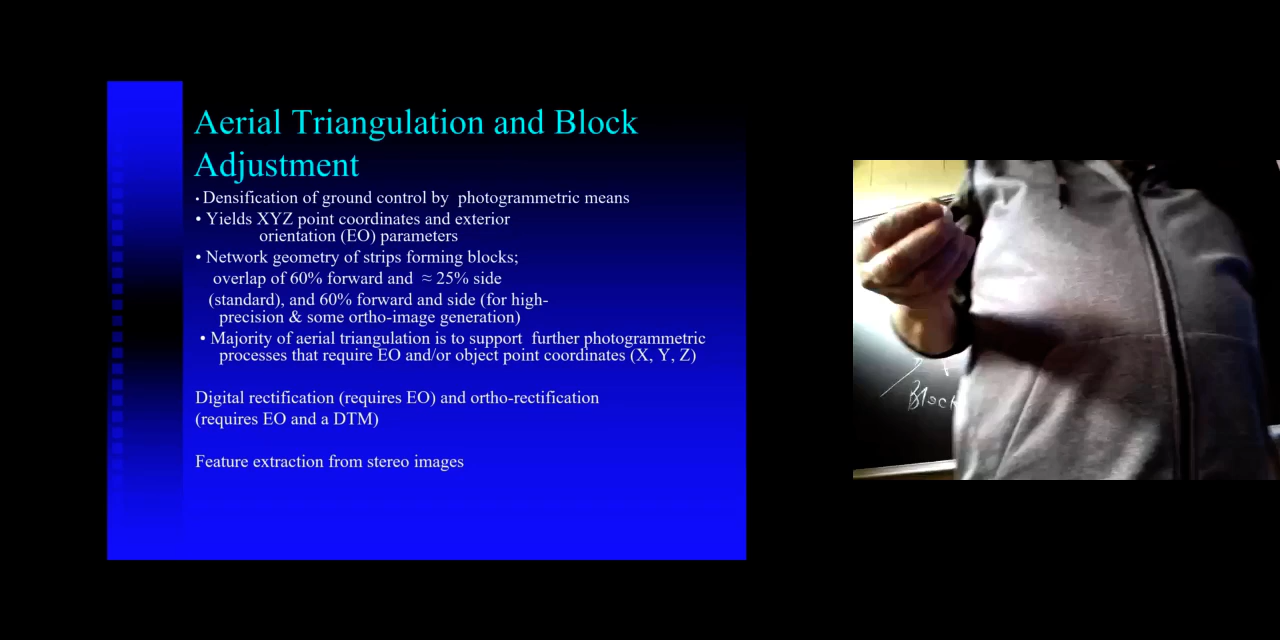 Aerial Triangulation and Block
Adjustment
• Densification of ground control by photogrammetric means
• Yields XYZ point coordinates and exterior
orientation (EO) parameters
• Network geometry of strips forming blocks;
overlap of 60% forward and ≈ 25% side
(standard), and 60% forward and side (for high-
precision & some ortho-image generation)
• Majority of aerial triangulation is to support further photogrammetric
processes that require EO and/or object point coordinates (X, Y, Z)
Digital rectification (requires EO) and ortho-rectification
(requires EO and a DTM)
Feature extraction from stereo images
Block